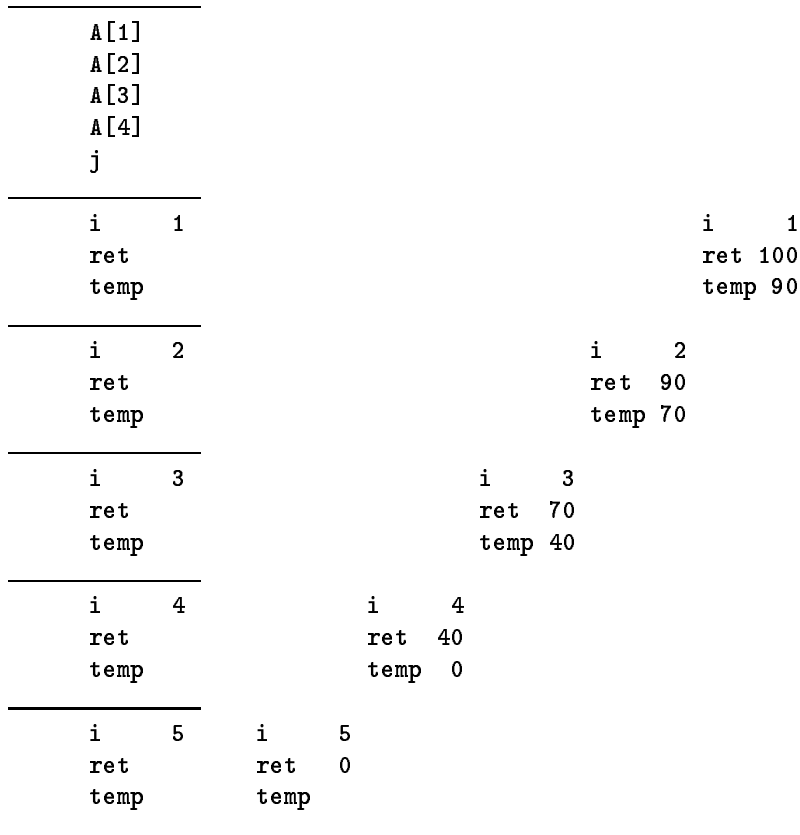 A[1]
A[2]
A[3]
A[4]
j
i 1 i 1
ret ret 100
temp temp 90
i 2 i 2
ret ret 90
temp temp 70
i 3 i 3
ret ret 70
temp temp 40
i 4 i 4
ret ret 40
temp temp 0
i 5 i 5
ret ret 0
temp temp